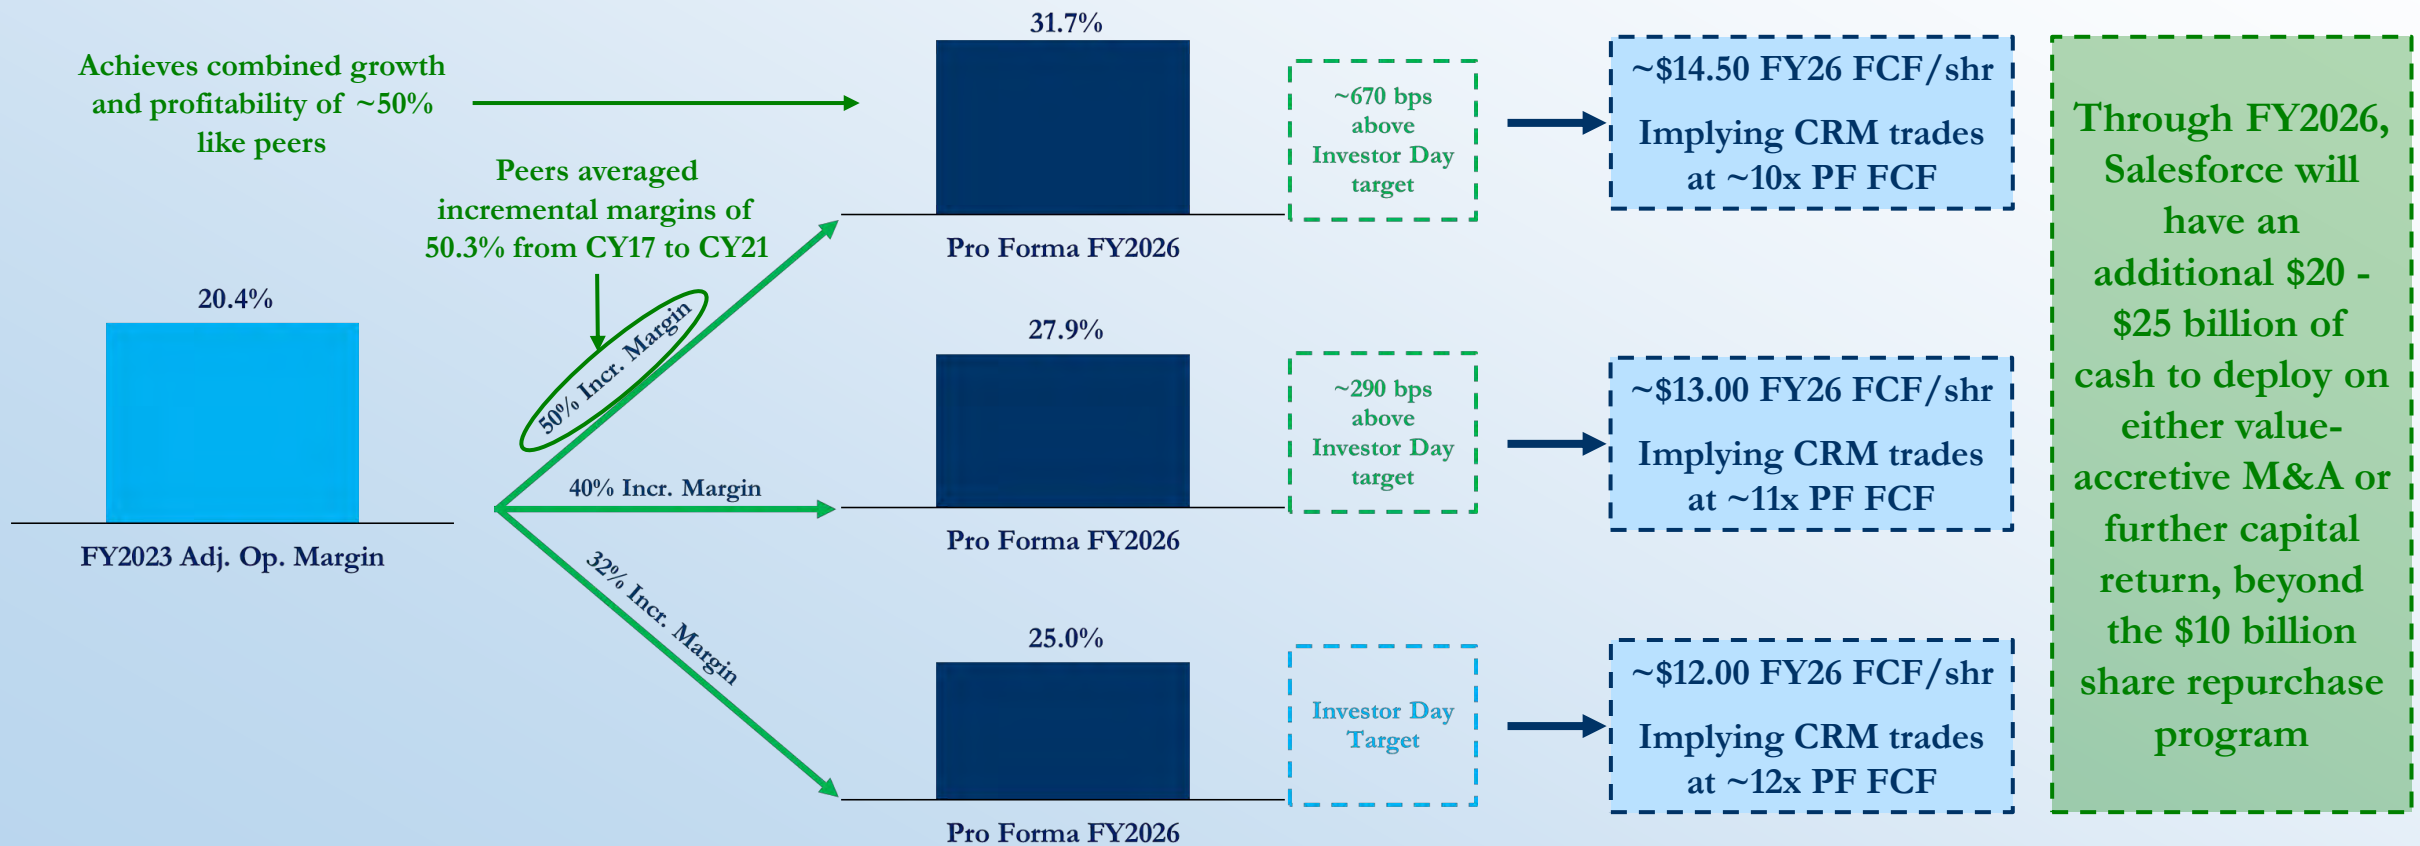 Achieves combined growth
and profitability of ~50%
like peers
Peers averaged
incremental margins of
50.3% from CY17 to CY21
20.4%
FY2023 Adj. Op. Margin
50% Incr. Margin
40% Incr. Margin
32% Incr. Margin
31.7%
Pro Forma FY2026
~670 bps
above
Investor Day
target
~$14.50 FY26 FCF/shr
Implying CRM trades
at ~10x PF FCF
27.9%
Pro Forma FY2026
~290 bps
above
Investor Day
target
~$13.00 FY26 FCF/shr
Implying CRM trades
at ~11x PF FCF
25.0%
Pro Forma FY2026
Investor Day
Target
~$12.00 FY26 FCF/shr
Implying CRM trades
at ~12x PF FCF
Through FY2026,
Salesforce will
have an
additional $20 -
$25 billion of
cash to deploy on
either value-
accretive M&A or
further capital
return, beyond
the $10 billion
share repurchase
program